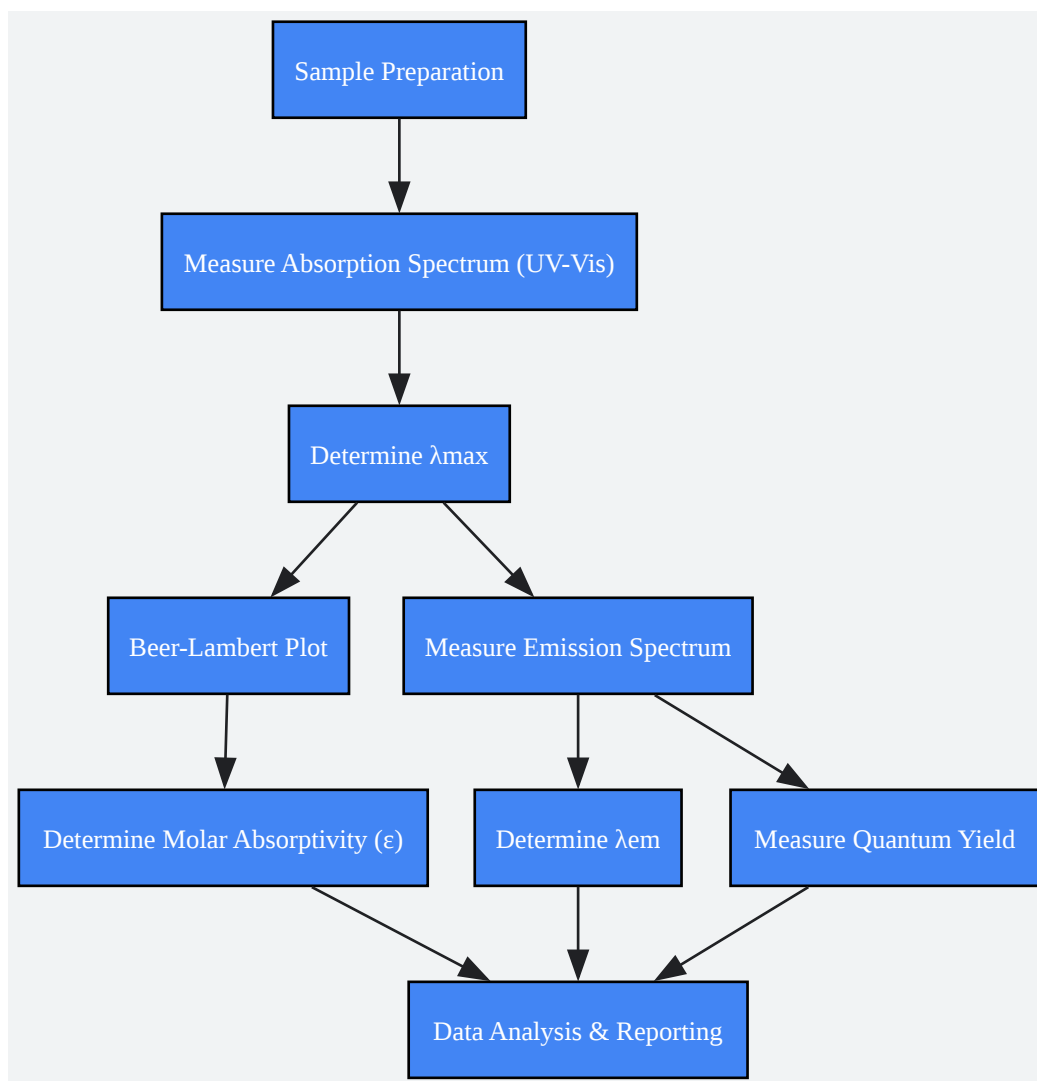 Sample Preparation
Measure Absorption Spectrum (UV-Vis)
Determine λmax
Beer-Lambert Plot
Measure Emission Spectrum
Determine Molar Absorptivity (ε)
Determine λem
Measure Quantum Yield
Data Analysis & Reporting